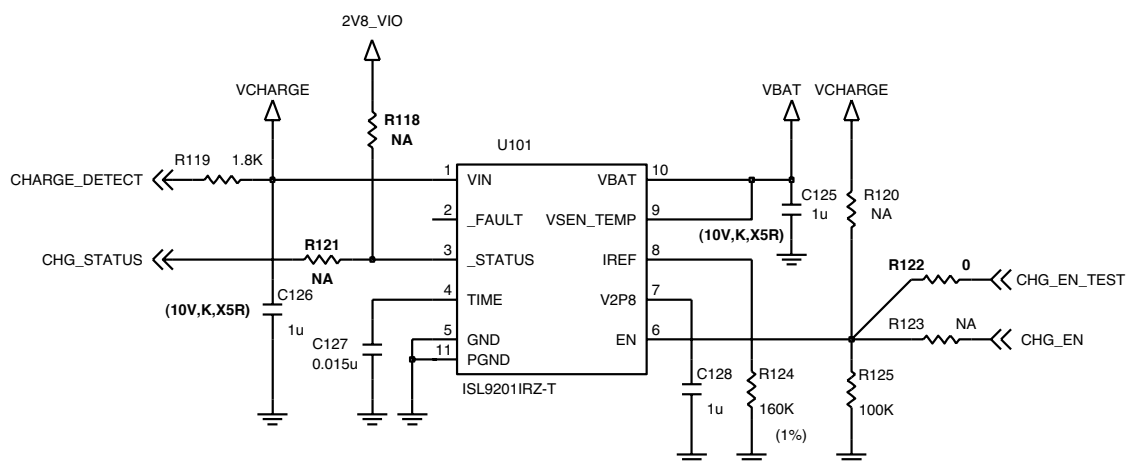 2V8_VIO
VCHARGE
VBAT
VCHARGE
R118
NA
U101
R119 1.8K
CHARGE_DETECT
1 VIN
VBAT 10
C125
1u
R120
NA
2 _FAULT
VSEN_TEMP 9
(10V,K,X5R)
R121
NA
CHG_STATUS
3 _STATUS
IREF 8
R122 0
CHG_EN_TEST
C126
(10V,K,X5R)
1u
4 TIME
V2P8 7
R123 NA
CHG_EN
C127
0.015u
5 GND
EN 6
11 PGND
ISL9201IRZ-T
C128
1u
R124
160K
(1%)
R125
100K